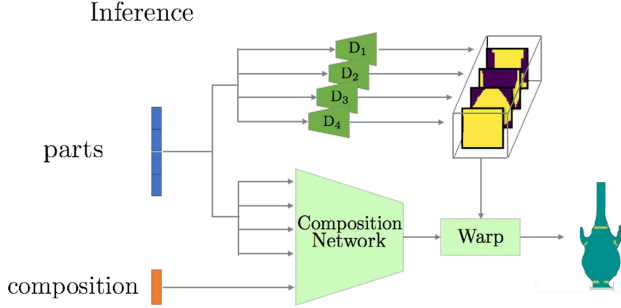 Inference
D1
D2
D3
D4
parts
Composition
Network
Warp
composition